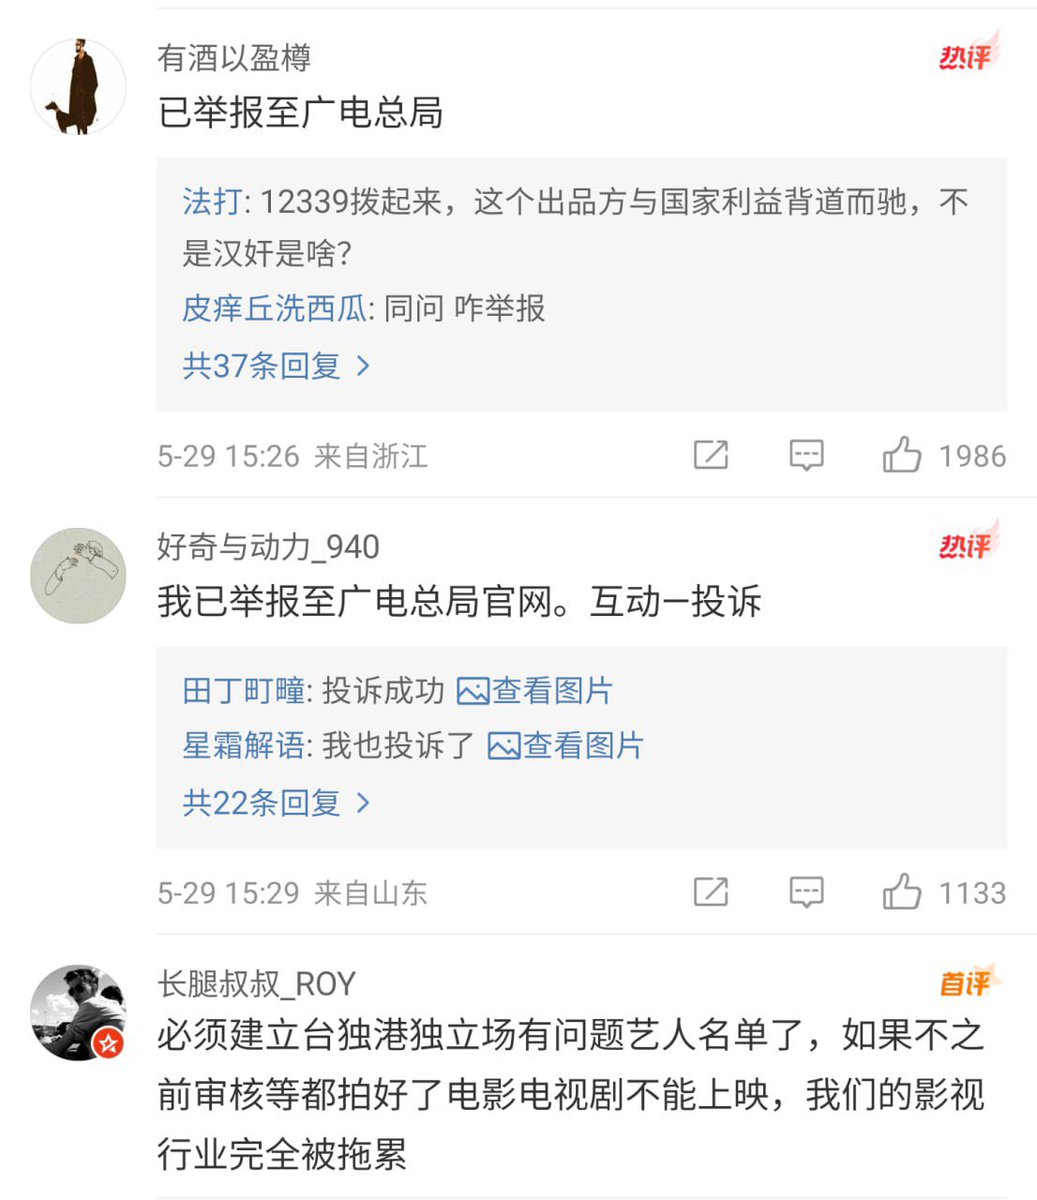 有酒以盈樽
热评
已举报至广电总局
法打: 12339拨起来，这个出品方与国家利益背道而驰，不
是汉奸是啥？
皮痒丘洗西瓜: 同问 咋举报
共37条回复 >
5-29 15:26 来自浙江
1986
好奇与动力_940
热评
我已举报至广电总局官网。互动—投诉
田丁町疃: 投诉成功 查看图片
星霜解语: 我也投诉了 查看图片
共22条回复 >
5-29 15:29 来自山东
1133
长腿叔叔_ROY
首评
必须建立台独港独立场有问题艺人名单了，如果不之
前审核等都拍好了电影电视剧不能上映，我们的影视
行业完全被拖累